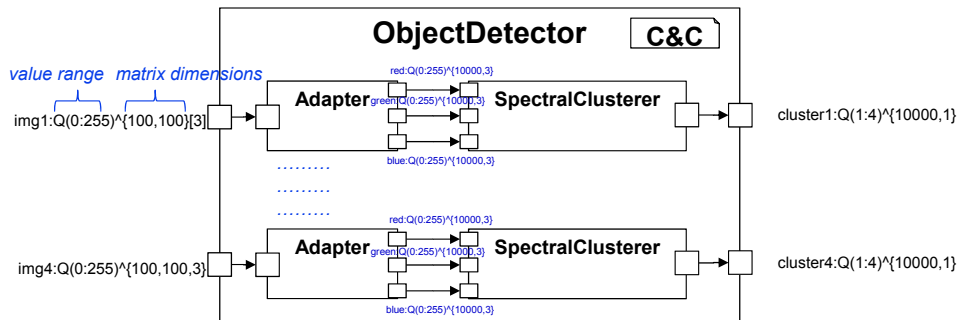 ObjectDetector
C&C
value range matrix dimensions
img1:Q(0:255)^{100,100}[3]
Adapter
red:Q(0:255)^{10000,3}
green:Q(0:255)^{10000,3}
blue:Q(0:255)^{10000,3}
SpectralClusterer
cluster1:Q(1:4)^{10000,1}
.........
.........
.........
img4:Q(0:255)^{100,100,3}
Adapter
red:Q(0:255)^{10000,3}
green:Q(0:255)^{10000,3}
blue:Q(0:255)^{10000,3}
SpectralClusterer
cluster4:Q(1:4)^{10000,1}